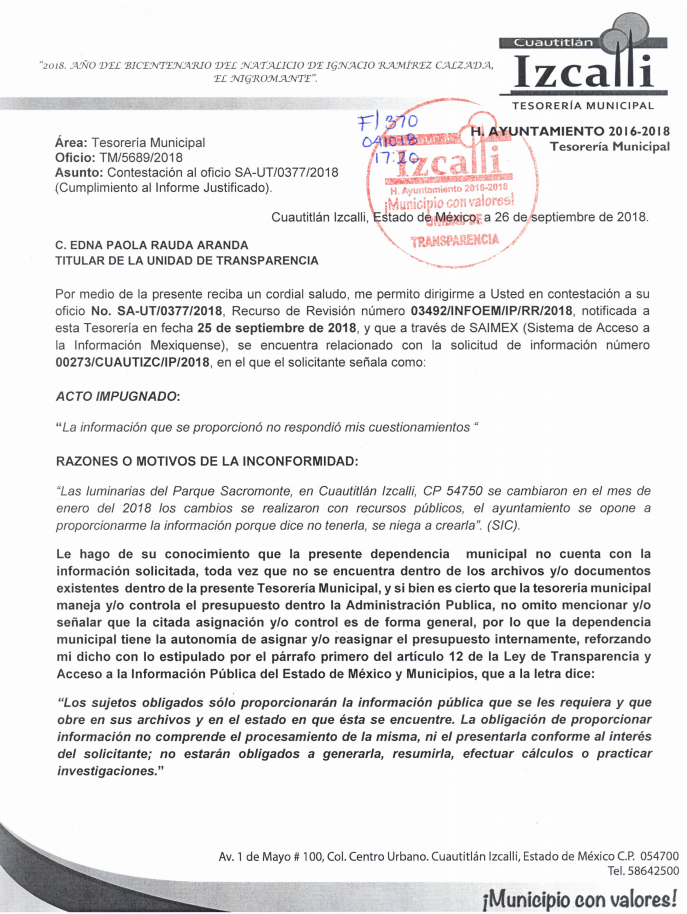 "2018. AÑO DEL BICENTENARIO DEL NATALICIO DE IGNACIO RAMÍREZ CALZADA,
EL NIGROMANTE".
Cuautitlán
Izcalli
TESORERÍA MUNICIPAL
H. AYUNTAMIENTO 2016-2018
Tesorería Municipal
F/370
041018
17:20
Izcalli
H. Ayuntamiento 2016-2018
¡Municipio con valores!
UNIDAD DE
TRANSPARENCIA
Área: Tesorería Municipal
Oficio: TM/5689/2018
Asunto: Contestación al oficio SA-UT/0377/2018
(Cumplimiento al Informe Justificado).
Cuautitlán Izcalli, Estado de México, a 26 de septiembre de 2018.
C. EDNA PAOLA RAUDA ARANDA
TITULAR DE LA UNIDAD DE TRANSPARENCIA
Por medio de la presente reciba un cordial saludo, me permito dirigirme a Usted en contestación a su
oficio No. SA-UT/0377/2018, Recurso de Revisión número 03492/INFOEM/IP/RR/2018, notificada a
esta Tesorería en fecha 25 de septiembre de 2018, y que a través de SAIMEX (Sistema de Acceso a
la Información Mexiquense), se encuentra relacionado con la solicitud de información número
00273/CUAUTIZC/IP/2018, en el que el solicitante señala como:
ACTO IMPUGNADO:
"La información que se proporcionó no respondió mis cuestionamientos "
RAZONES O MOTIVOS DE LA INCONFORMIDAD:
"Las luminarias del Parque Sacromonte, en Cuautitlán Izcalli, CP 54750 se cambiaron en el mes de
enero del 2018 los cambios se realizaron con recursos públicos, el ayuntamiento se opone a
proporcionarme la información porque dice no tenerla, se niega a crearla". (SIC).
Le hago de su conocimiento que la presente dependencia municipal no cuenta con la
información solicitada, toda vez que no se encuentra dentro de los archivos y/o documentos
existentes dentro de la presente Tesorería Municipal, y si bien es cierto que la tesorería municipal
maneja y/o controla el presupuesto dentro la Administración Publica, no omito mencionar y/o
señalar que la citada asignación y/o control es de forma general, por lo que la dependencia
municipal tiene la autonomía de asignar y/o reasignar el presupuesto internamente, reforzando
mi dicho con lo estipulado por el párrafo primero del artículo 12 de la Ley de Transparencia y
Acceso a la Información Pública del Estado de México y Municipios, que a la letra dice:
"Los sujetos obligados sólo proporcionarán la información pública que se les requiera y que
obre en sus archivos y en el estado en que ésta se encuentre. La obligación de proporcionar
información no comprende el procesamiento de la misma, ni el presentarla conforme al interés
del solicitante; no estarán obligados a generarla, resumirla, efectuar cálculos o practicar
investigaciones."
Av. 1 de Mayo # 100, Col. Centro Urbano. Cuautitlán Izcalli, Estado de México C.P. 054700
Tel. 58642500
¡Municipio con valores!